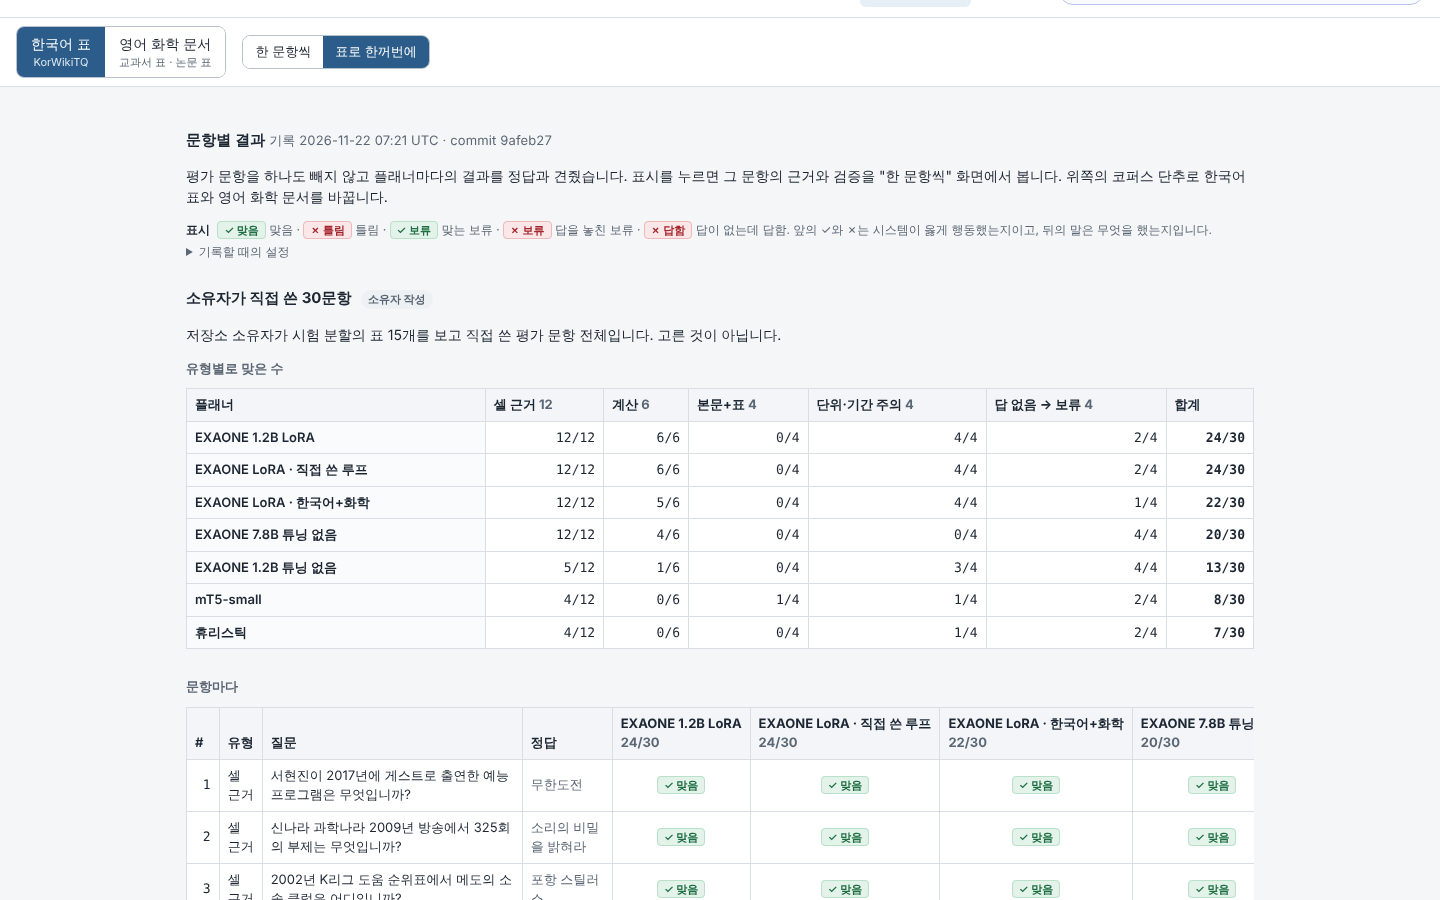 한국어 표
KorWikiTQ
영어 화학 문서
교과서 표 · 논문 표
한 문항씩
표로 한꺼번에
문항별 결과 기록 2026-11-22 07:21 UTC · commit 9afeb27
평가 문항을 하나도 빼지 않고 플래너마다의 결과를 정답과 견줬습니다. 표시를 누르면 그 문항의 근거와 검증을 "한 문항씩" 화면에서 봅니다. 위쪽의 코퍼스 단추로 한국어
표와 영어 화학 문서를 바꿉니다.
표시 ✓ 맞음 맞음 · × 틀림 틀림 · ✓ 보류 맞는 보류 · × 보류 답을 놓친 보류 · × 답함 답이 없는데 답함. 앞의 ✓와 ×는 시스템이 옳게 행동했는지이고, 뒤의 말은 무엇을 했는지입니다.
▶ 기록할 때의 설정
소유자가 직접 쓴 30문항 소유자 작성
저장소 소유자가 시험 분할의 표 15개를 보고 직접 쓴 평가 문항 전체입니다. 고른 것이 아닙니다.
유형별로 맞은 수
플래너 셀 근거 12 계산 6 본문+표 4 단위·기간 주의 4 답 없음 → 보류 4 합계
EXAONE 1.2B LoRA 12/12 6/6 0/4 4/4 2/4 24/30
EXAONE LoRA · 직접 쓴 루프 12/12 6/6 0/4 4/4 2/4 24/30
EXAONE LoRA · 한국어+화학 12/12 5/6 0/4 4/4 1/4 22/30
EXAONE 7.8B 튜닝 없음 12/12 4/6 0/4 0/4 4/4 20/30
EXAONE 1.2B 튜닝 없음 5/12 1/6 0/4 3/4 4/4 13/30
mT5-small 4/12 0/6 1/4 1/4 2/4 8/30
휴리스틱 4/12 0/6 0/4 1/4 2/4 7/30
문항마다
# 유형 질문 정답 EXAONE 1.2B LoRA 24/30 EXAONE LoRA · 직접 쓴 루프 24/30 EXAONE LoRA · 한국어+화학 22/30 EXAONE 7.8B 튜닝 20/30
1 셀 근거 서현진이 2017년에 게스트로 출연한 예능 프로그램은 무엇입니까? 무한도전 ✓ 맞음 ✓ 맞음 ✓ 맞음 ✓ 맞음
2 셀 근거 신나라 과학나라 2009년 방송에서 325회의 부제는 무엇입니까? 소리의 비밀을 밝혀라 ✓ 맞음 ✓ 맞음 ✓ 맞음 ✓ 맞음
3 셀 근거 2002년 K리그 도움 순위표에서 메도의 소속 클럽은 어디입니까? 포항 스틸러스 ✓ 맞음 ✓ 맞음 ✓ 맞음 ✓ 맞음